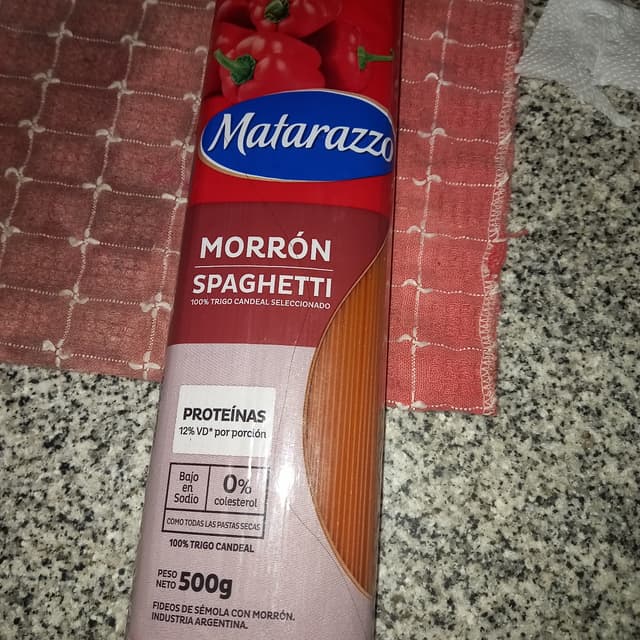 Matarazzo
MORRÓN
SPAGHETTI
100% TRIGO CANDEAL SELECCIONADO
PROTEÍNAS
12% VD* por porción
Bajo
en
Sodio
0%
colesterol
COMO TODAS LAS PASTAS SECAS
100% TRIGO CANDEAL
PESO
NETO 500g
FIDEOS DE SÉMOLA CON MORRÓN.
INDUSTRIA ARGENTINA.